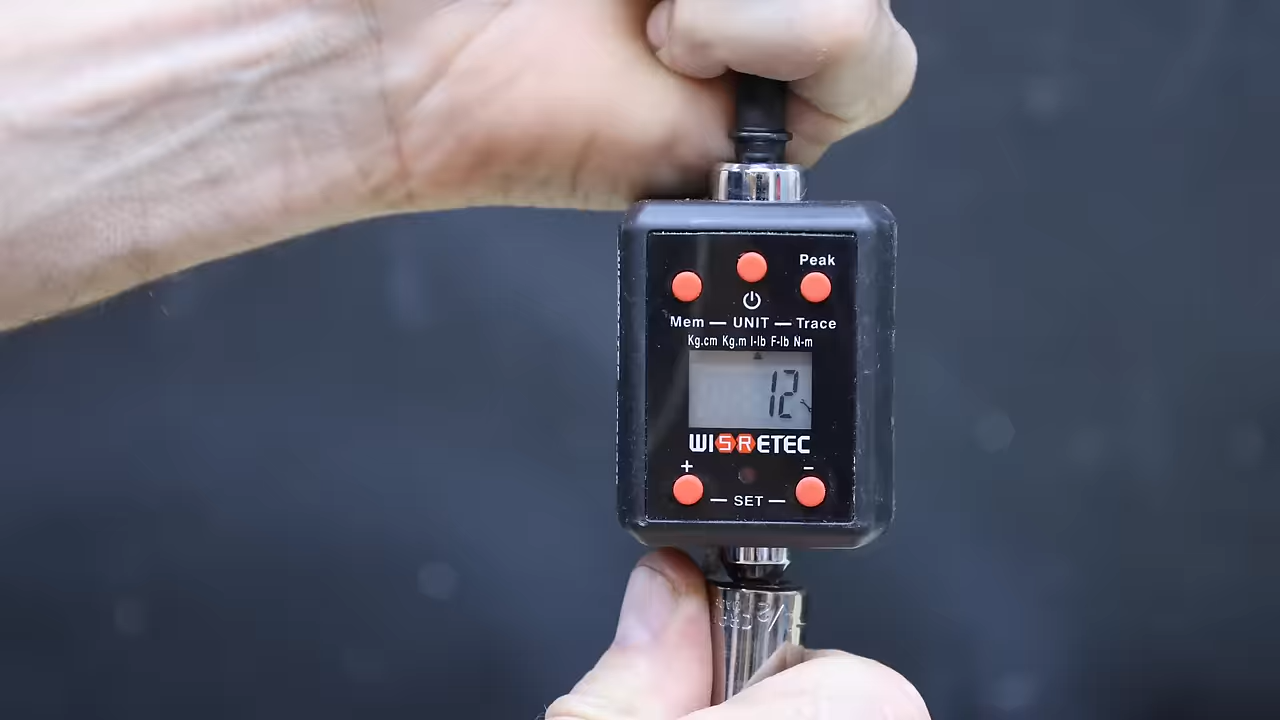 Peak
Mem — UNIT — Trace
Kg.cm Kg.m I-lb F-lb N-m
12
WISRETEC
+ −
— SET —